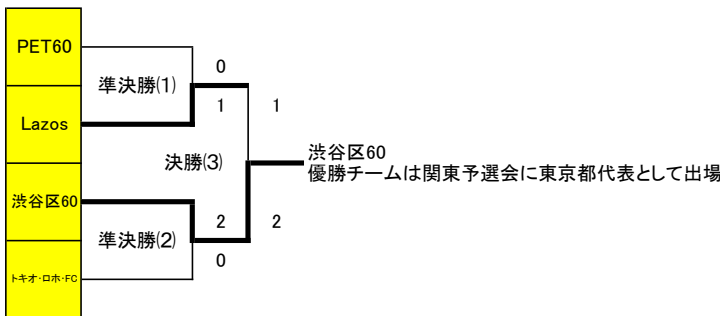 PET60
準決勝(1)
0
1
Lazos
1
決勝(3)
渋谷区60
優勝チームは関東予選会に東京都代表として出場
渋谷区60
2
2
準決勝(2)
0
トキオ・ロホ・FC